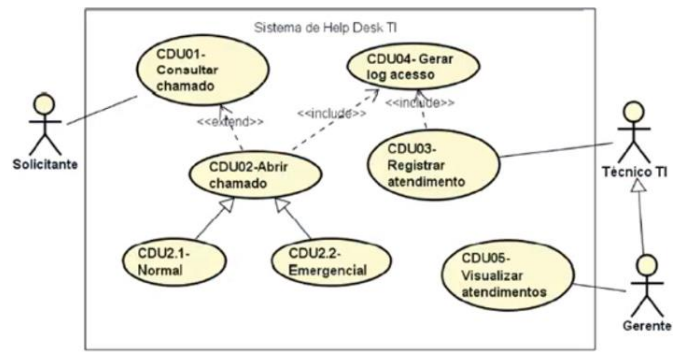 Sistema de Help Desk TI
CDU01-
Consultar
chamado
CDU04- Gerar
log acesso
<<extend>>
<<include>>
<<include>>
Solicitante
CDU02-Abrir
chamado
CDU03-
Registrar
atendimento
Técnico TI
CDU2.1-
Normal
CDU2.2-
Emergencial
CDU05-
Visualizar
atendimentos
Gerente